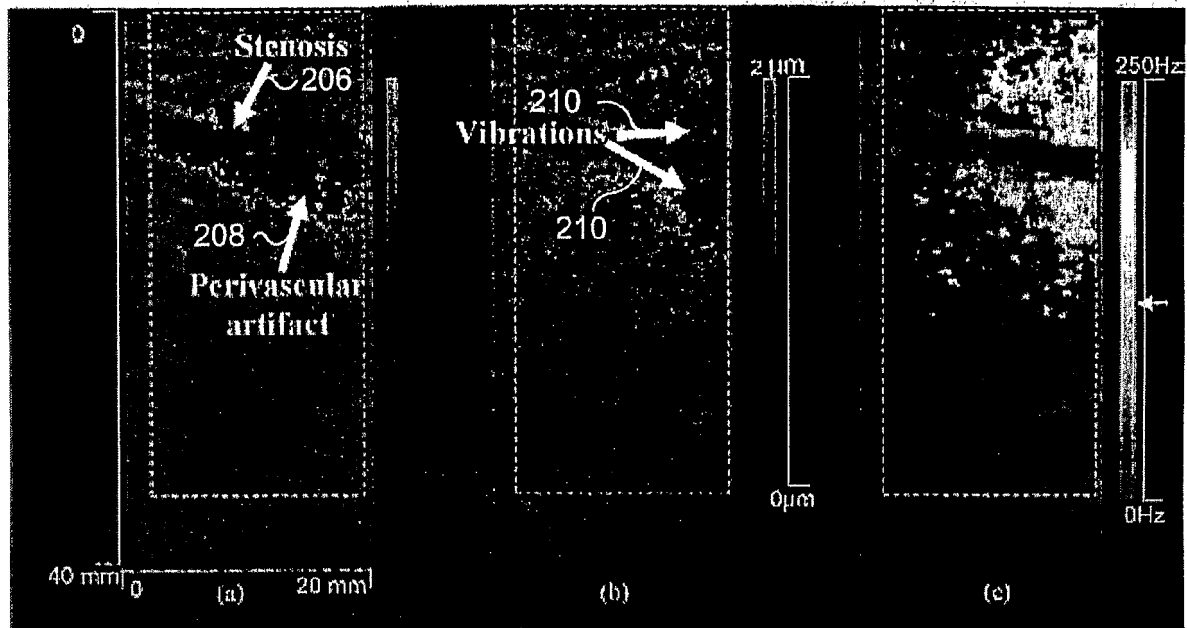 0
Stenosis
206
208
Perivascular
artifact
40 mm
0
20 mm
(a)
210
Vibrations
210
2 µm
0µm
(b)
250Hz
0Hz
(c)